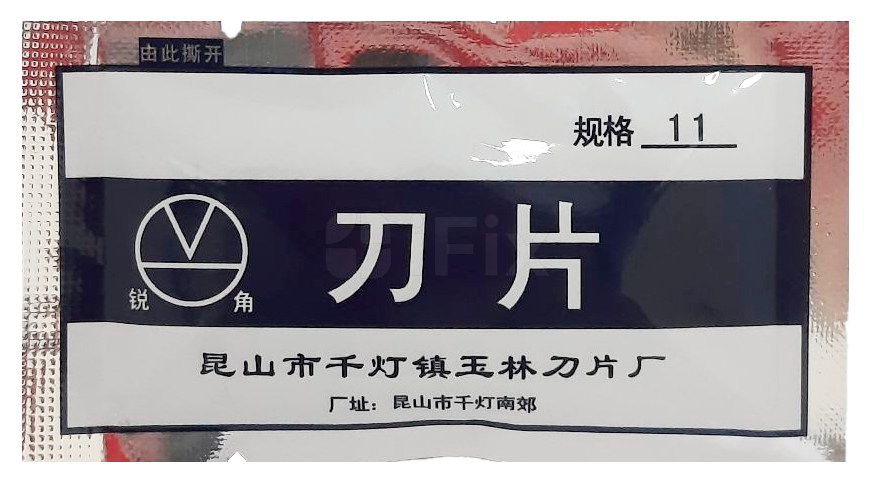 由此撕开
规格 11
锐角
刀片
昆山市千灯镇玉林刀片厂
厂址：昆山市千灯南郊